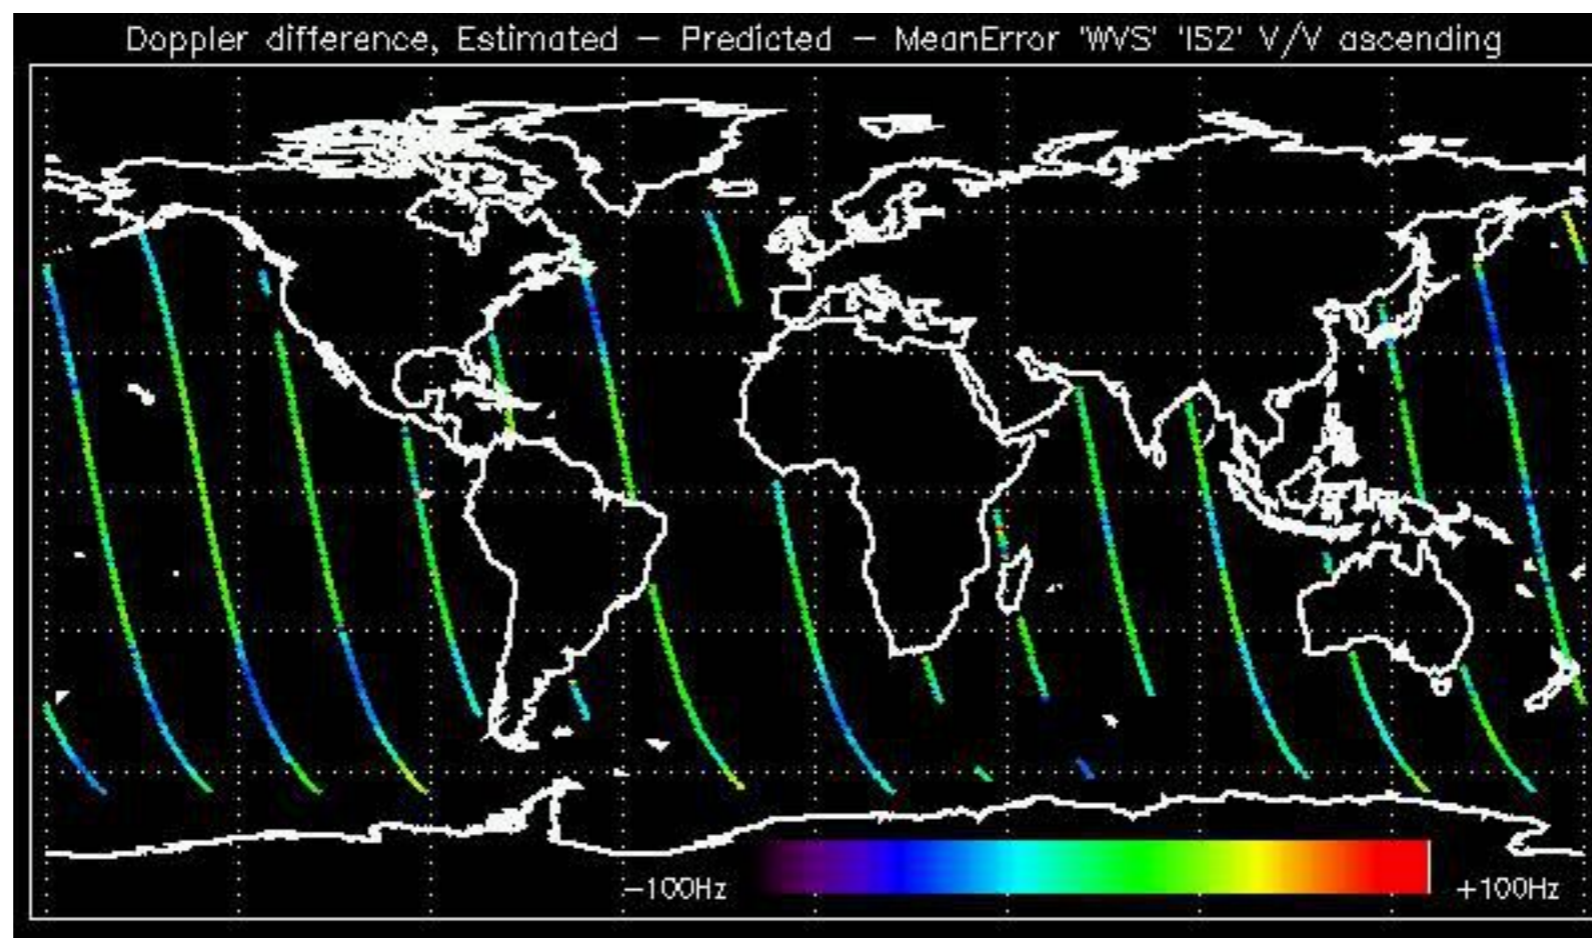 Doppler difference, Estimated − Predicted − MeanError 'WVS' 'IS2' V/V ascending
−100Hz
+100Hz